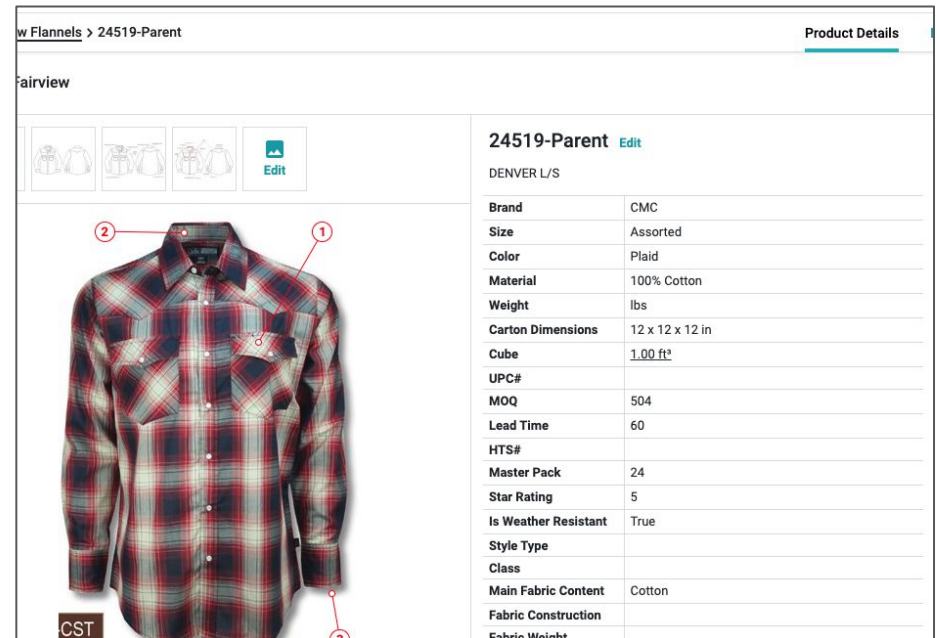 w Flannels > 24519-Parent
Product Details
Fairview
Edit
24519-Parent Edit
DENVER L/S
Brand CMC
Size Assorted
Color Plaid
Material 100% Cotton
Weight lbs
Carton Dimensions 12 x 12 x 12 in
Cube 1.00 ft³
UPC#
MOQ 504
Lead Time 60
HTS#
Master Pack 24
Star Rating 5
Is Weather Resistant True
Style Type
Class
Main Fabric Content Cotton
Fabric Construction
Fabric Weight
2
1
3
-CST